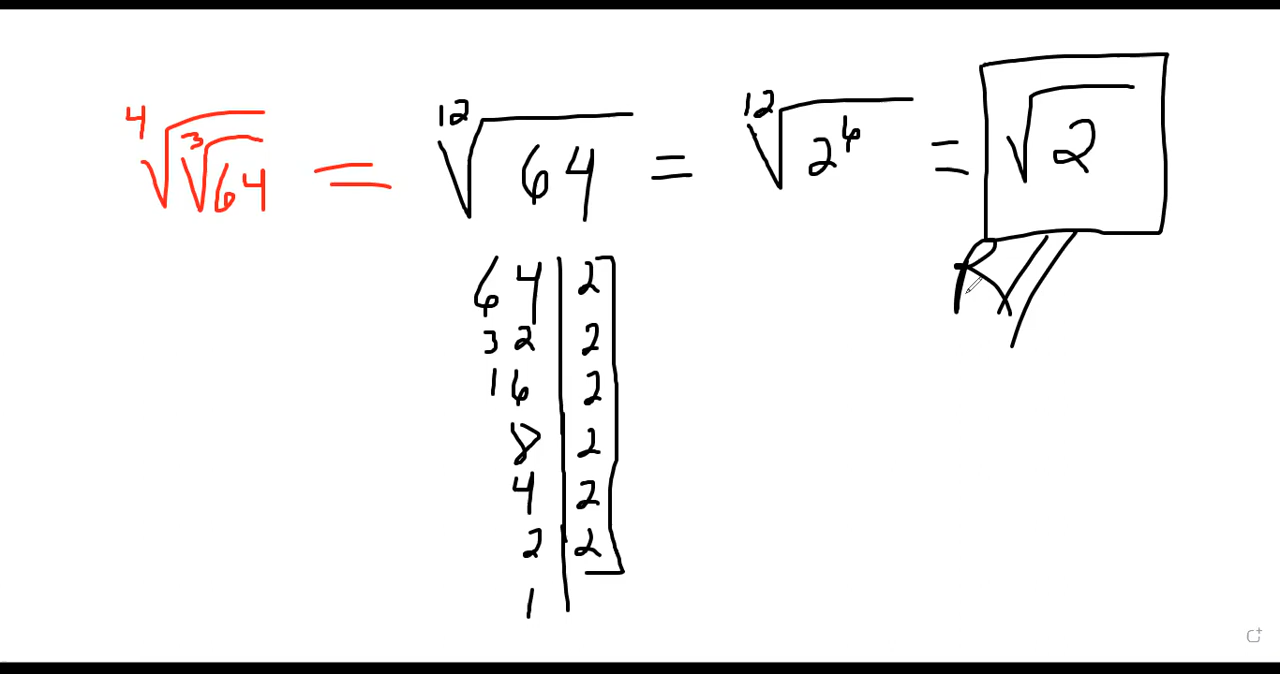 ⁴√³√64 = ¹²√64 = ¹²√2⁶ = √2
64 | 2
32 | 2
16 | 2
8 | 2
4 | 2
2 | 2
1 |
R//